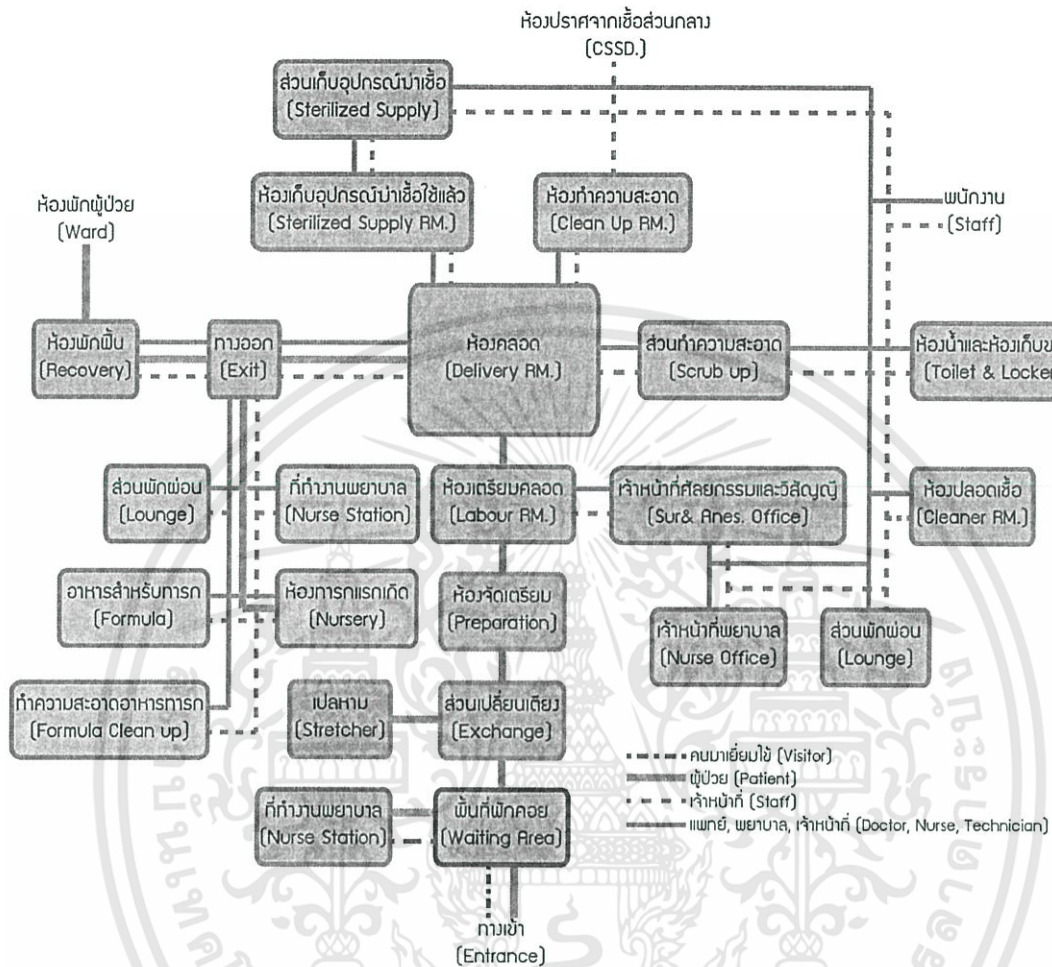 ห้องปราศจากเชื้อส่วนกลาง
(CSSD.)
ส่วนเก็บอุปกรณ์ฆ่าเชื้อ
(Sterilized Supply)
ห้องเก็บอุปกรณ์ฆ่าเชื้อใช้แล้ว
(Sterilized Supply RM.)
ห้องทำความสะอาด
(Clean Up RM.)
พนักงาน
(Staff)
ห้องพักผู้ป่วย
(Ward)
ห้องพักฟื้น
(Recovery)
ทางออก
(Exit)
ห้องคลอด
(Delivery RM.)
ส่วนทำความสะอาด
(Scrub up)
ห้องน้ำและห้องเก็บข
(Toilet & Locker
ส่วนพักผ่อน
(Lounge)
ที่ทำงานพยาบาล
(Nurse Station)
ห้องเตรียมคลอด
(Labour RM.)
เจ้าหน้าที่ศัลยกรรมและวิสัญญี
(Sur& Anes. Office)
ห้องปลอดเชื้อ
(Cleaner RM.)
อาหารสำหรับทารก
(Formula)
ห้องทารกแรกเกิด
(Nursery)
ห้องจัดเตรียม
(Preparation)
เจ้าหน้าที่พยาบาล
(Nurse Office)
ส่วนพักผ่อน
(Lounge)
ทำความสะอาดอาหารทารก
(Formula Clean up)
เปลหาม
(Stretcher)
ส่วนเปลี่ยนเตียง
(Exchange)
ที่ทำงานพยาบาล
(Nurse Station)
พื้นที่พักคอย
(Waiting Area)
คนมาเยี่ยมไข้ (Visitor)
ผู้ป่วย (Patient)
เจ้าหน้าที่ (Staff)
แพทย์, พยาบาล, เจ้าหน้าที่ (Doctor, Nurse, Technician)
ทางเข้า
(Entrance)